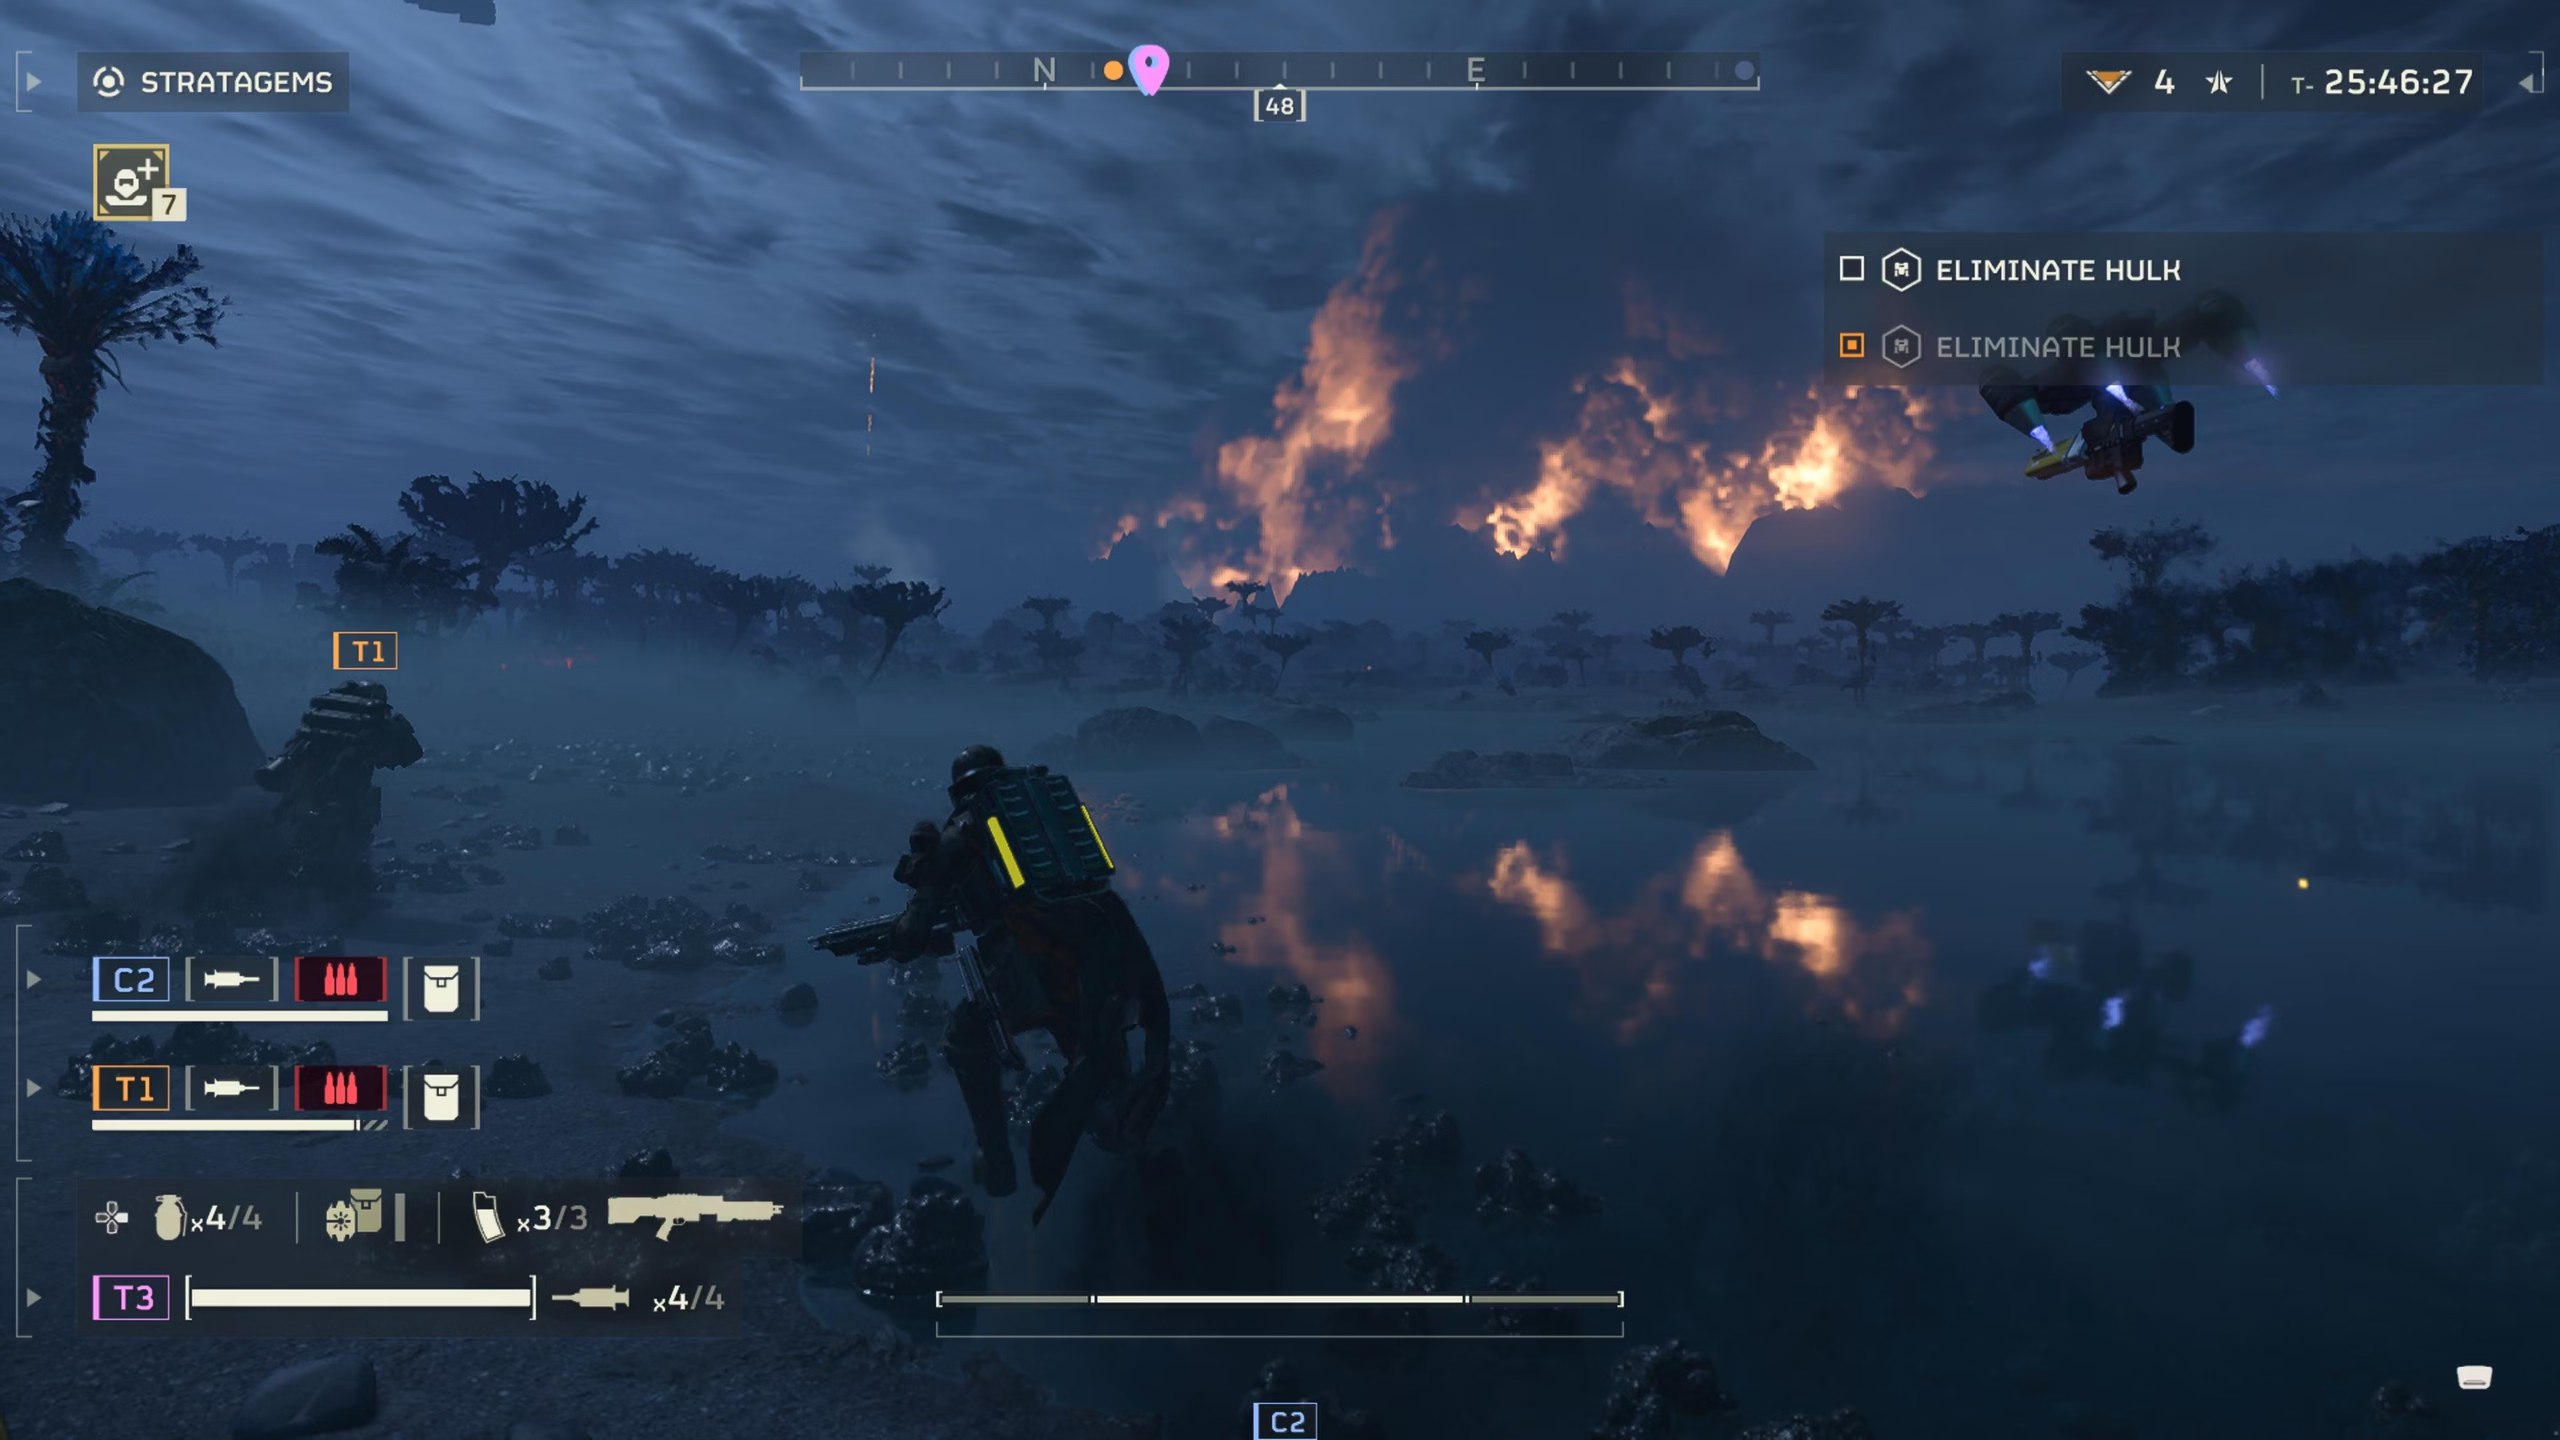 STRATAGEMS
N
E
48
4
T- 25:46:27
7
ELIMINATE HULK
ELIMINATE HULK
T1
C2
T1
x4/4
x3/3
T3
x4/4
C2